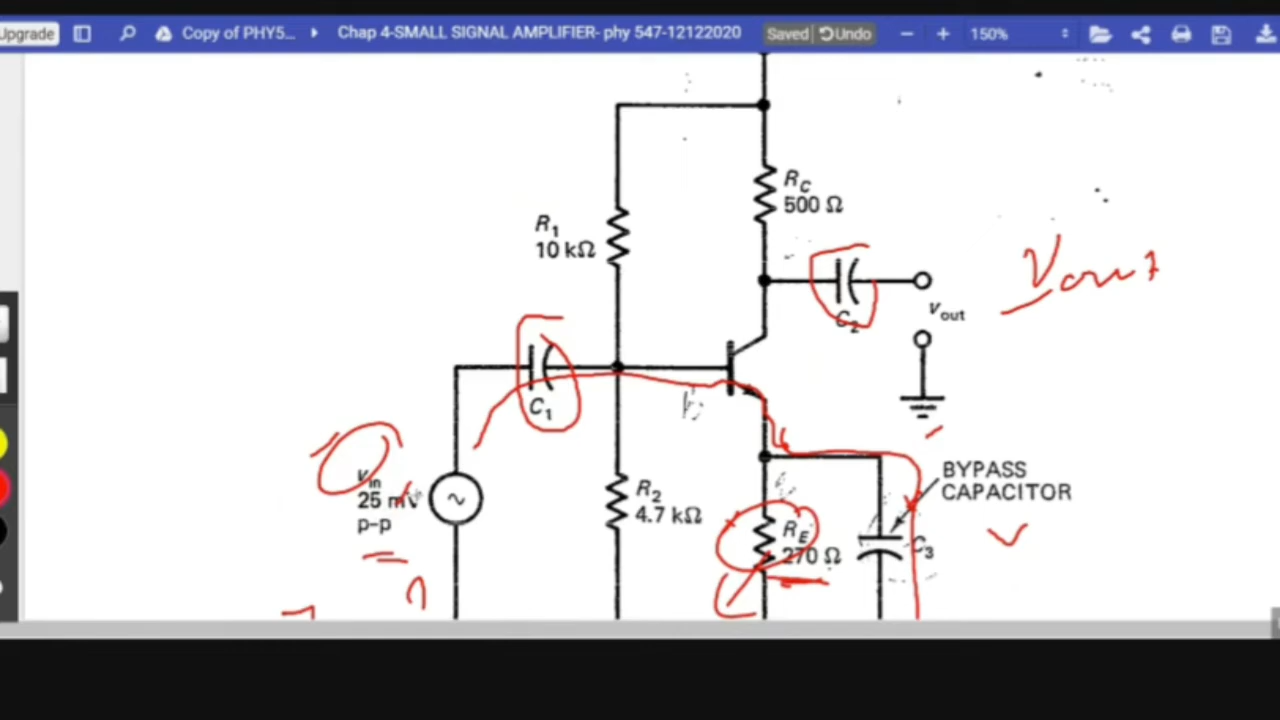 Upgrade
Copy of PHY5...
Chap 4-SMALL SIGNAL AMPLIFIER- phy 547-12122020
Saved
Undo
150%
RC
500 Ω
R1
10 kΩ
C2
Vout
Vout
C1
BYPASS
CAPACITOR
Vin
25 mV
p-p
R2
4.7 kΩ
RE
270 Ω
C3